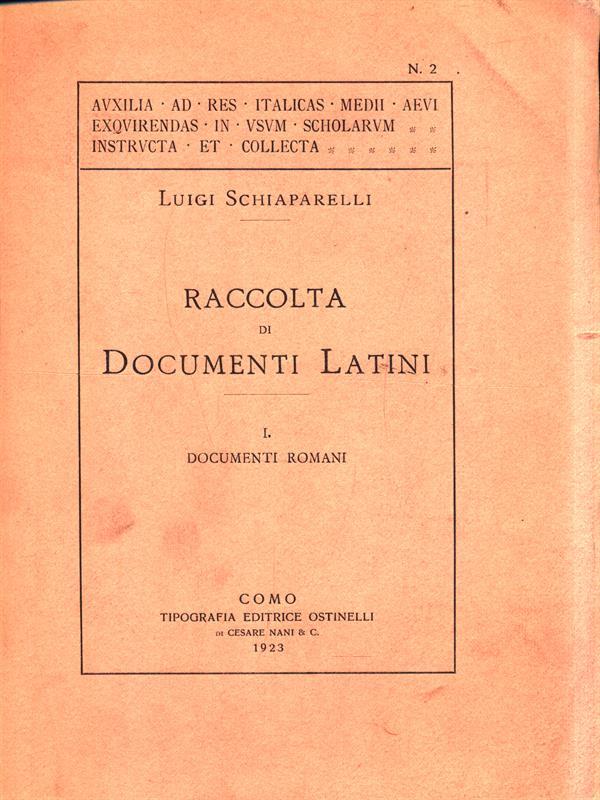 N. 2
AVXILIA · AD · RES · ITALICAS · MEDII · AEVI
EXQVIRENDAS · IN · VSVM · SCHOLARVM
INSTRVCTA · ET · COLLECTA
LUIGI SCHIAPARELLI
RACCOLTA
DI
DOCUMENTI LATINI
I.
DOCUMENTI ROMANI
COMO
TIPOGRAFIA EDITRICE OSTINELLI
DI CESARE NANI & C.
1923